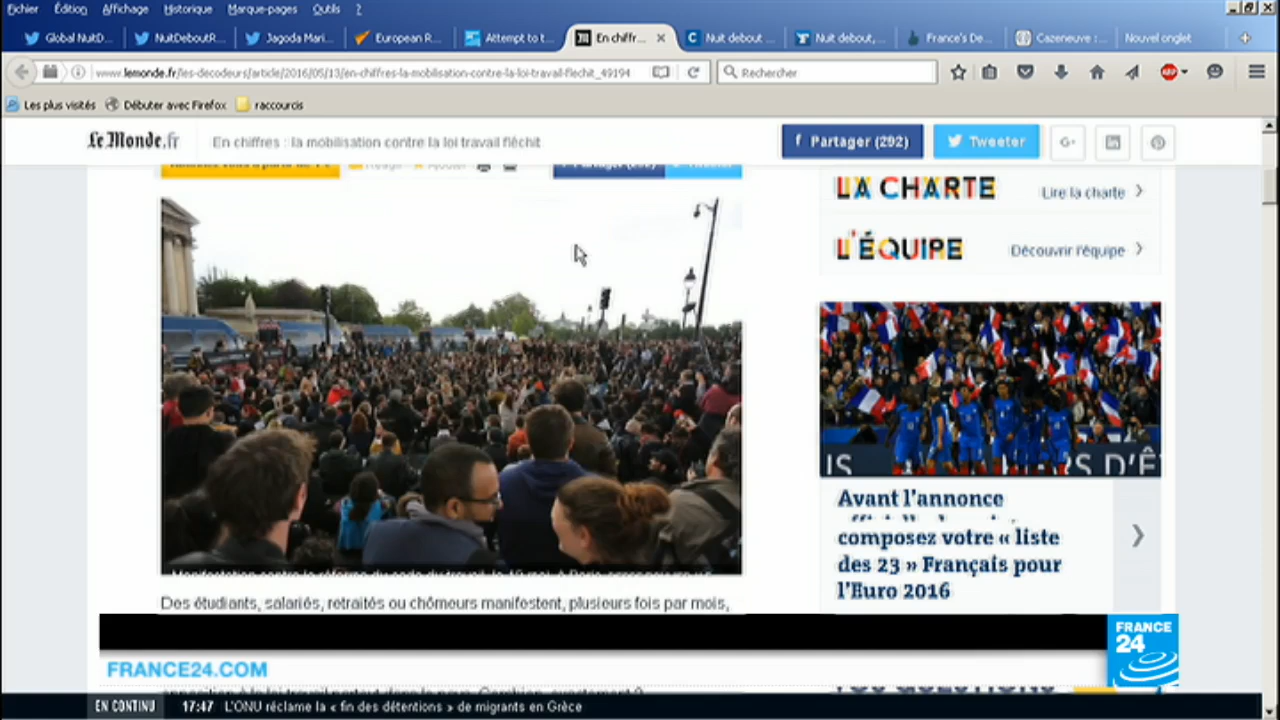 Fichier Édition Affichage Historique Marque-pages Outils ?
Global NuitD... NuitDeboutR... Jagoda Mari... European R... Attempt to t... En chiffr... Nuit debout ... Nuit debout,... France's De... Cazeneuve :... Nouvel onglet
www.lemonde.fr/les-decodeurs/article/2016/05/13/en-chiffres-la-mobilisation-contre-la-loi-travail-flechit_49194 Rechercher
Les plus visités Débuter avec Firefox raccourcis
Le Monde.fr En chiffres : la mobilisation contre la loi travail fléchit Partager (292) Tweeter
LA CHARTE Lire la charte
L'ÉQUIPE Découvrir l'équipe
Avant l'annonce
composez votre « liste
des 23 » Français pour
l'Euro 2016
Des étudiants, salariés, retraités ou chômeurs manifestent, plusieurs fois par mois,
FRANCE
24
FRANCE24.COM
EN CONTINU 17:47 L'ONU réclame la « fin des détentions » de migrants en Grèce